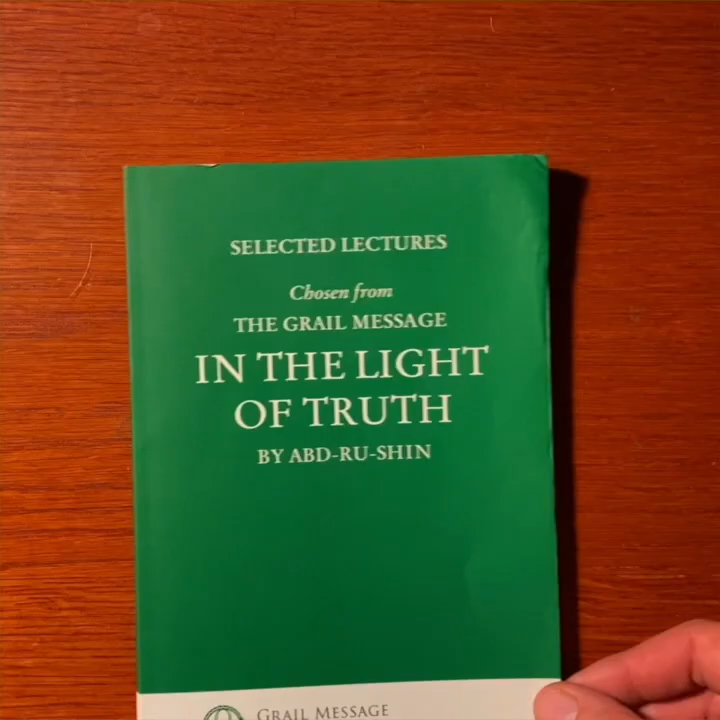 SELECTED LECTURES
Chosen from
THE GRAIL MESSAGE
IN THE LIGHT
OF TRUTH
BY ABD-RU-SHIN
GRAIL MESSAGE